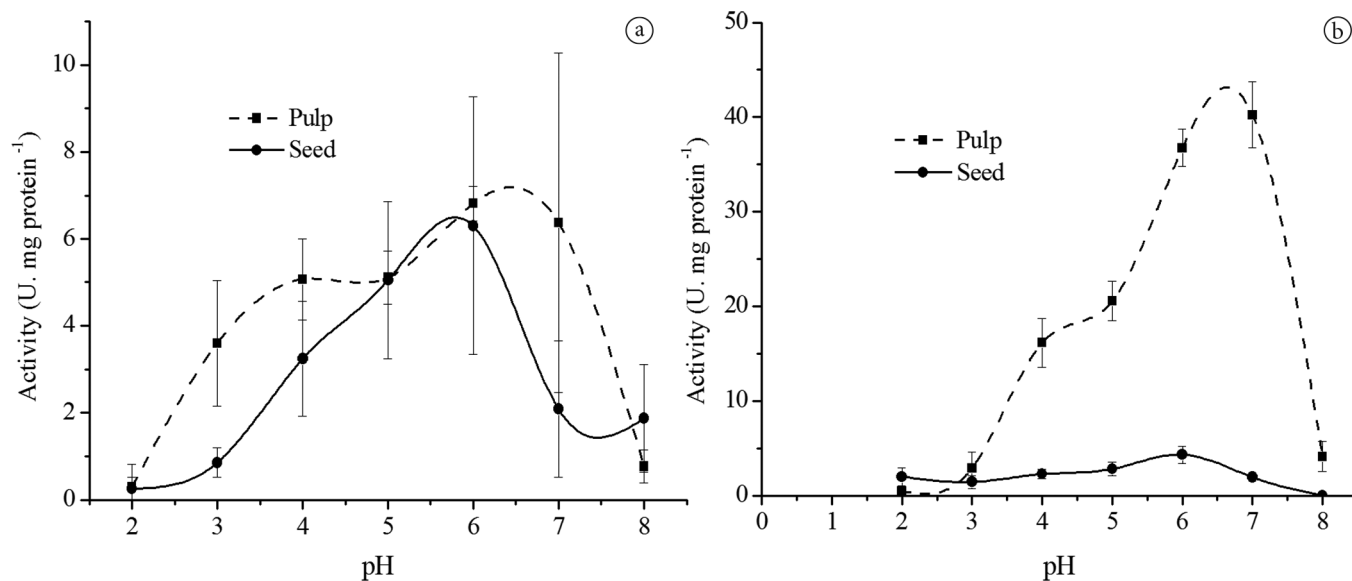 a
10
8
6
4
2
0
Activity (U. mg protein⁻¹)
Pulp
Seed
2 3 4 5 6 7 8
pH
b
50
40
30
20
10
0
Activity (U. mg protein⁻¹)
Pulp
Seed
0 1 2 3 4 5 6 7 8
pH